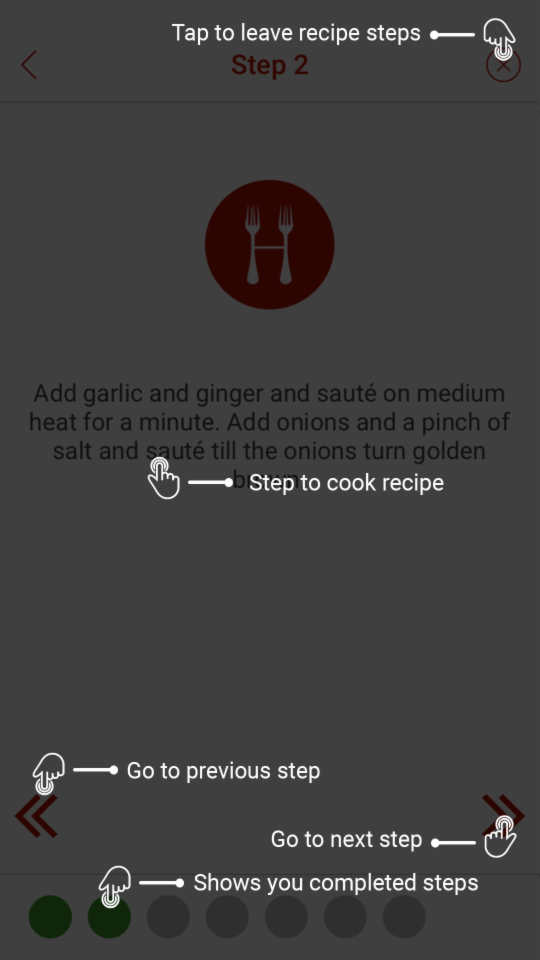 Tap to leave recipe steps
Step 2
Add garlic and ginger and sauté on medium
heat for a minute. Add onions and a pinch of
salt and sauté till the onions turn golden
brown.
Step to cook recipe
Go to previous step
Go to next step
Shows you completed steps